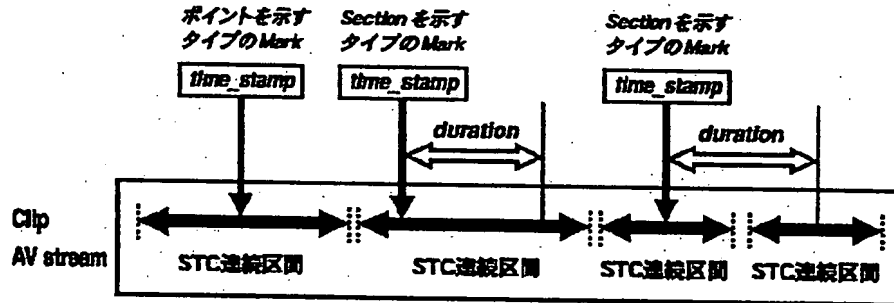 ポイントを示す
タイプのMark
time_stamp
Sectionを示す
タイプのMark
time_stamp
Sectionを示す
タイプのMark
time_stamp
duration
duration
Clip
AV stream
STC連続区間
STC連続区間
STC連続区間
STC連続区間